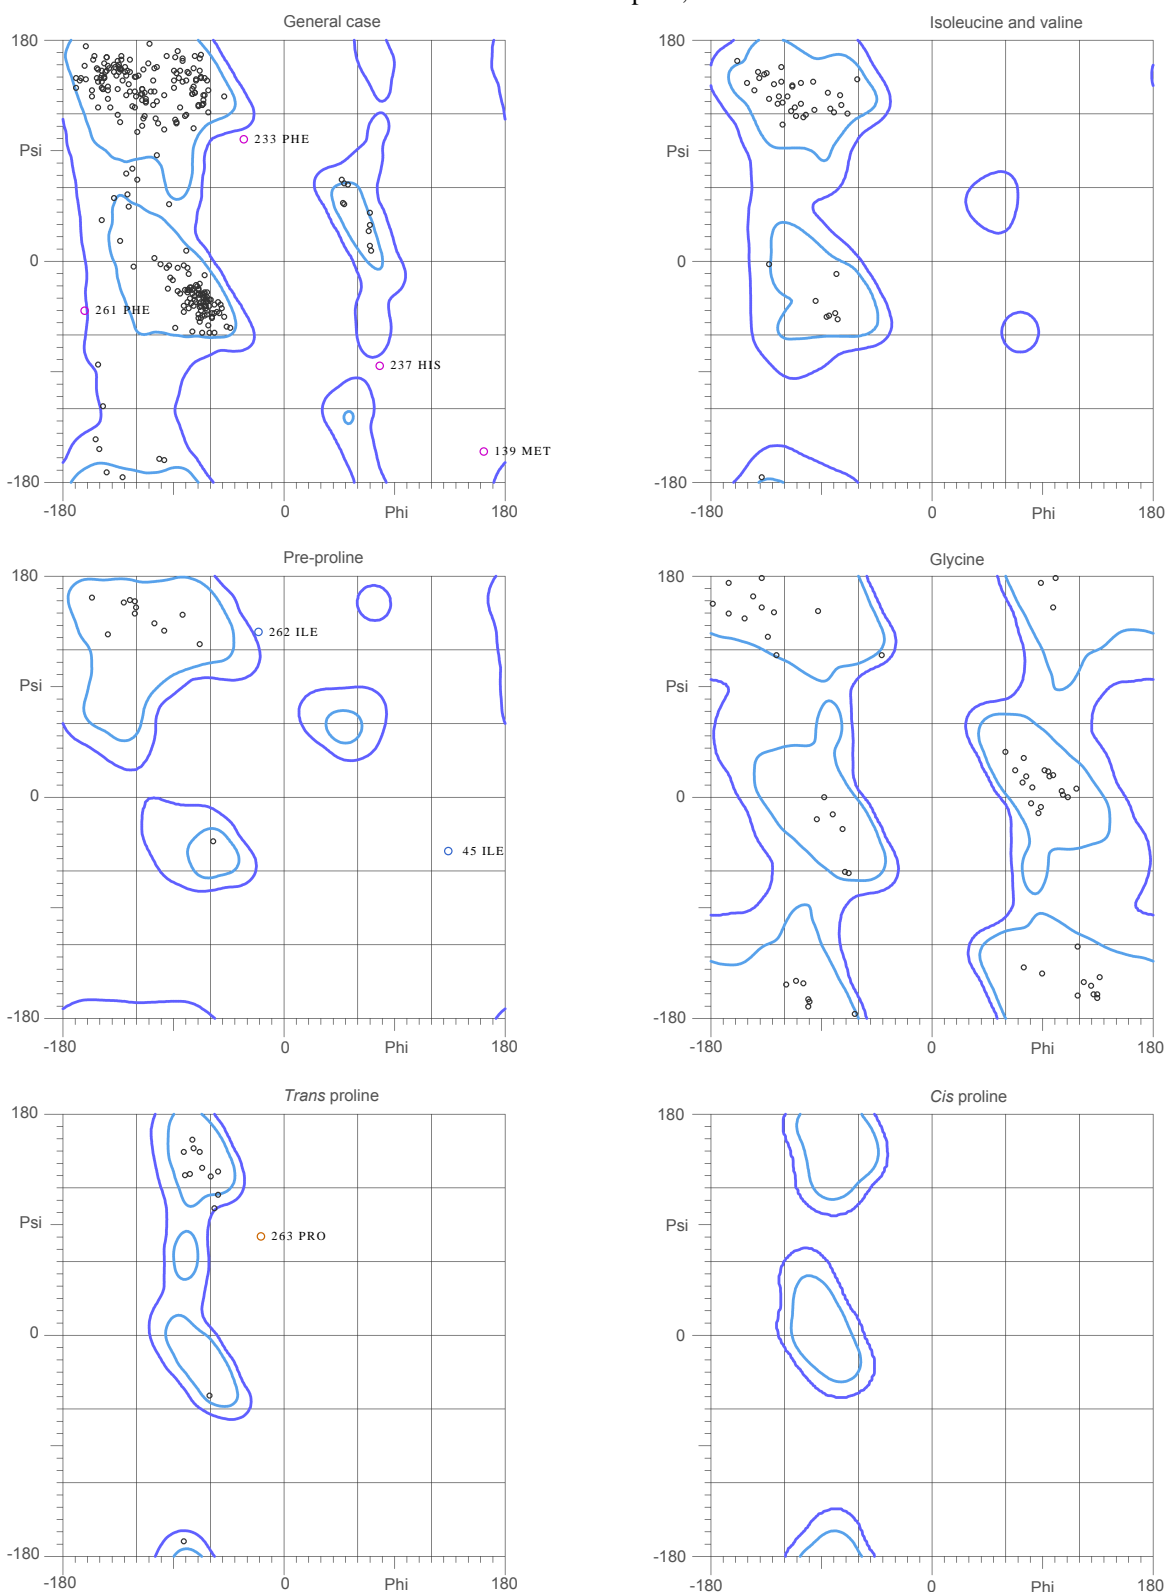 General case
Isoleucine and valine
180
180
233 PHE
Psi
Psi
0
0
261 PHE
237 HIS
139 MET
-180
-180
-180
0
Phi
180
-180
0
Phi
180
Pre-proline
Glycine
180
180
262 ILE
Psi
Psi
0
0
45 ILE
-180
-180
-180
0
Phi
180
-180
0
Phi
180
Trans proline
Cis proline
180
180
Psi
Psi
263 PRO
0
0
-180
-180
-180
0
Phi
180
-180
0
Phi
180